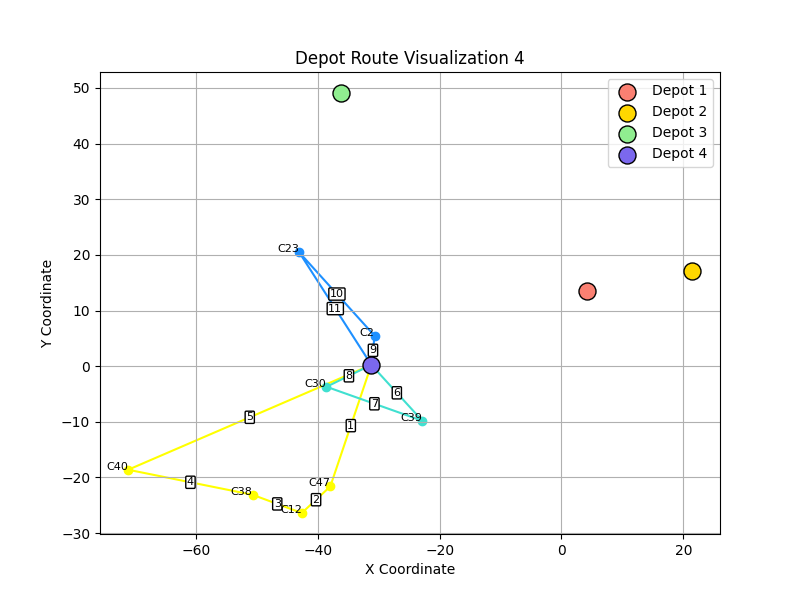 Depot Route Visualization 4
Depot 1
Depot 2
Depot 3
Depot 4
Y Coordinate
50
40
30
20
10
0
−10
−20
−30
C23
10
11
C2
9
8
C30
6
7
C39
5
1
C40
4
C38
3
C12
2
C47
−60
−40
−20
0
20
X Coordinate